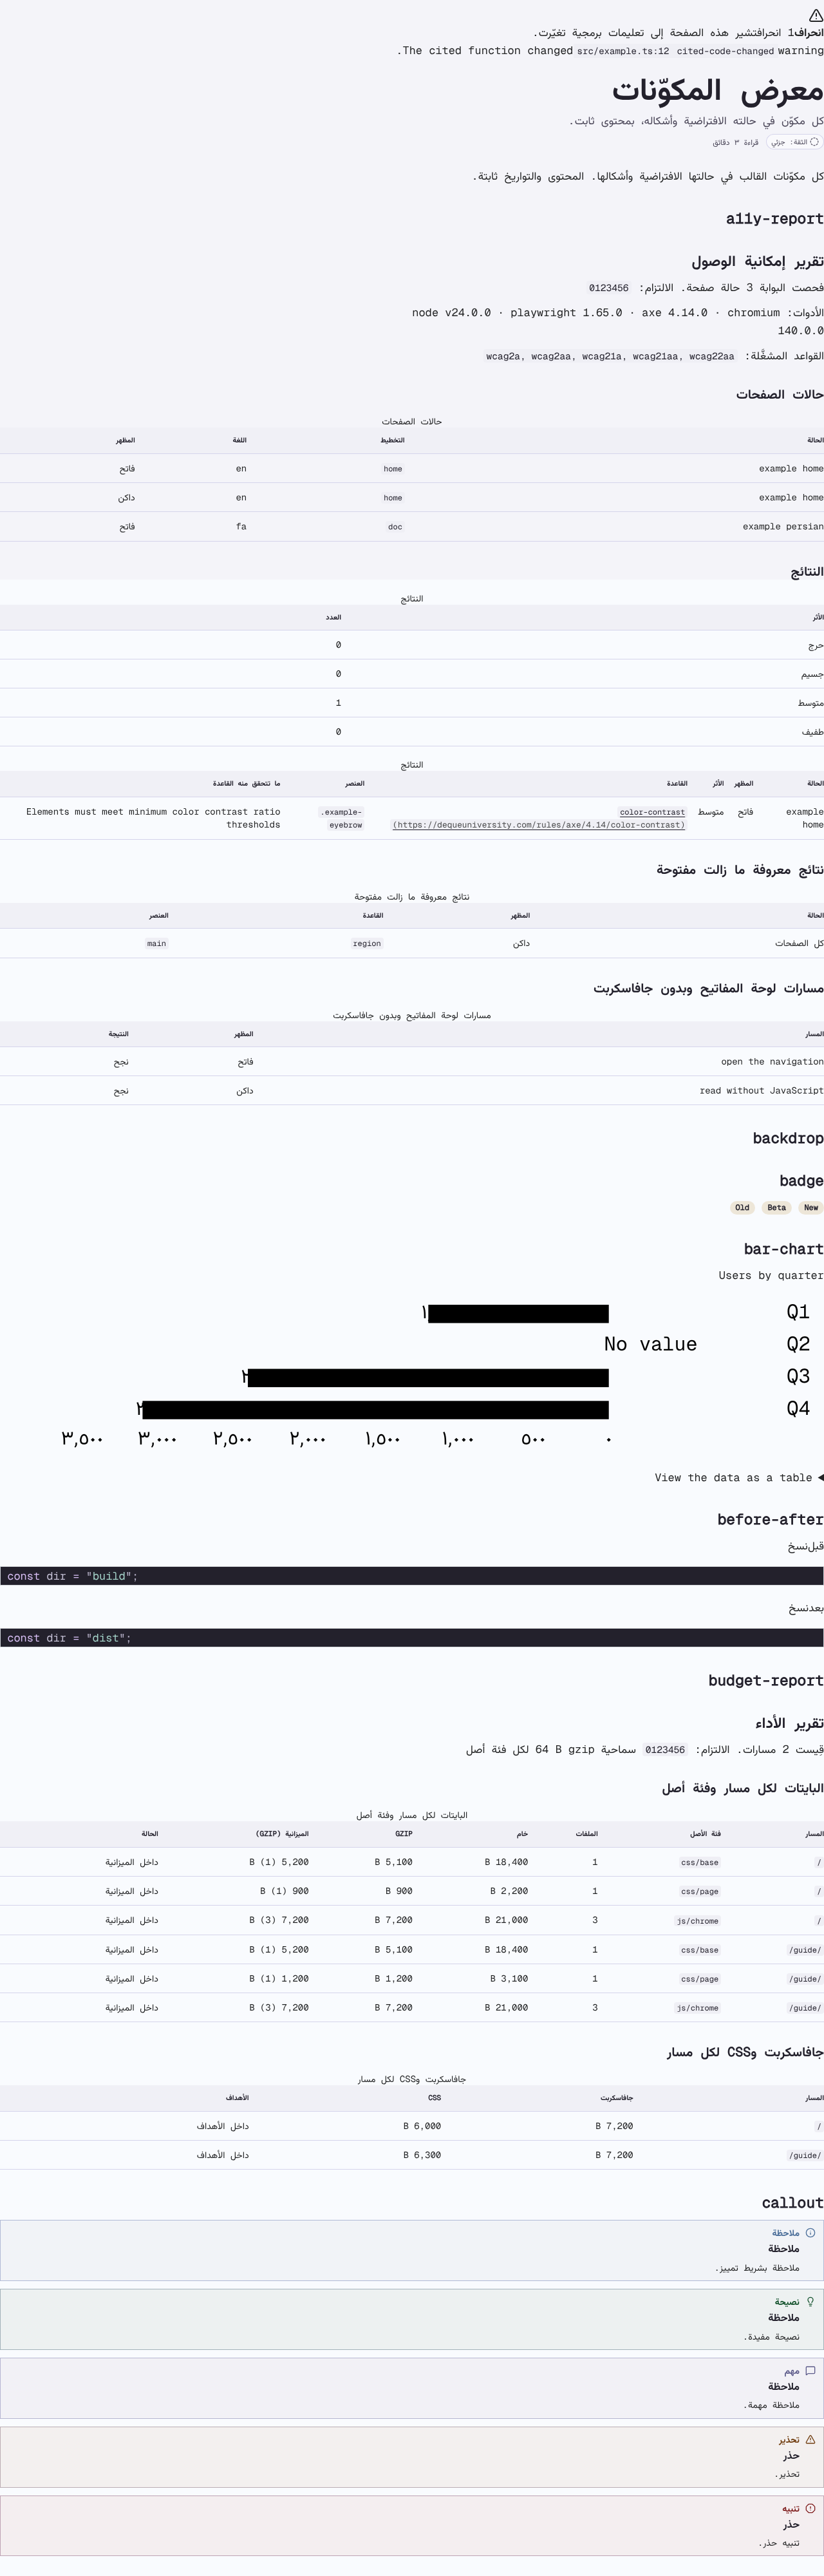 انحراف1 انحرافتشير هذه الصفحة إلى تعليمات برمجية تغيّرت.
warning cited-code-changed src/example.ts:12 The cited function changed.
معرض المكوّنات
كل مكوّن في حالته الافتراضية وأشكاله، بمحتوى ثابت.
الثقة: جزئي قراءة ٣ دقائق
كل مكوّنات القالب في حالتها الافتراضية وأشكالها. المحتوى والتواريخ ثابتة.
a11y-report
تقرير إمكانية الوصول
فحصت البوابة 3 حالة صفحة. الالتزام: 0123456
الأدوات: node v24.0.0 · playwright 1.65.0 · axe 4.14.0 · chromium
140.0.0
القواعد المشغَّلة: wcag2a, wcag2aa, wcag21a, wcag21aa, wcag22aa
حالات الصفحات
حالات الصفحات
الحالة التخطيط اللغة المظهر
example home home en فاتح
example home home en داكن
example persian doc fa فاتح
النتائج
النتائج
الأثر العدد
حرج 0
جسيم 0
متوسط 1
طفيف 0
النتائج
الحالة المظهر الأثر القاعدة العنصر ما تتحقق منه القاعدة
example home فاتح متوسط color-contrast (https://dequeuniversity.com/rules/axe/4.14/color-contrast) .example-eyebrow Elements must meet minimum color contrast ratio thresholds
نتائج معروفة ما زالت مفتوحة
نتائج معروفة ما زالت مفتوحة
الحالة المظهر القاعدة العنصر
كل الصفحات داكن region main
مسارات لوحة المفاتيح وبدون جافاسكربت
مسارات لوحة المفاتيح وبدون جافاسكربت
المسار المظهر النتيجة
open the navigation فاتح نجح
read without JavaScript داكن نجح
backdrop
badge
New Beta Old
bar-chart
Users by quarter
Q1 ١
Q2 No value
Q3 ٢
Q4 ٢
٠ ٥٠٠ ١٬٠٠٠ ١٬٥٠٠ ٢٬٠٠٠ ٢٬٥٠٠ ٣٬٠٠٠ ٣٬٥٠٠
View the data as a table
before-after
قبلنسخ
const dir = "build";
بعدنسخ
const dir = "dist";
budget-report
تقرير الأداء
قِيست 2 مسارات. الالتزام: 0123456 سماحية 64 B gzip لكل فئة أصل
البايتات لكل مسار وفئة أصل
البايتات لكل مسار وفئة أصل
المسار فئة الأصل الملفات خام GZIP الميزانية (GZIP) الحالة
/ css/base 1 18,400 B 5,100 B 5,200 B (1) داخل الميزانية
/ css/page 1 2,200 B 900 B 900 B (1) داخل الميزانية
/ js/chrome 3 21,000 B 7,200 B 7,200 B (3) داخل الميزانية
/guide/ css/base 1 18,400 B 5,100 B 5,200 B (1) داخل الميزانية
/guide/ css/page 1 3,100 B 1,200 B 1,200 B (1) داخل الميزانية
/guide/ js/chrome 3 21,000 B 7,200 B 7,200 B (3) داخل الميزانية
جافاسكربت وCSS لكل مسار
جافاسكربت وCSS لكل مسار
المسار جافاسكربت CSS الأهداف
/ 7,200 B 6,000 B داخل الأهداف
/guide/ 7,200 B 6,300 B داخل الأهداف
callout
ملاحظة
ملاحظة
ملاحظة بشريط تمييز.
نصيحة
ملاحظة
نصيحة مفيدة.
مهم
ملاحظة
ملاحظة مهمة.
تحذير
حذر
تحذير.
تنبيه
حذر
تنبيه حذر.